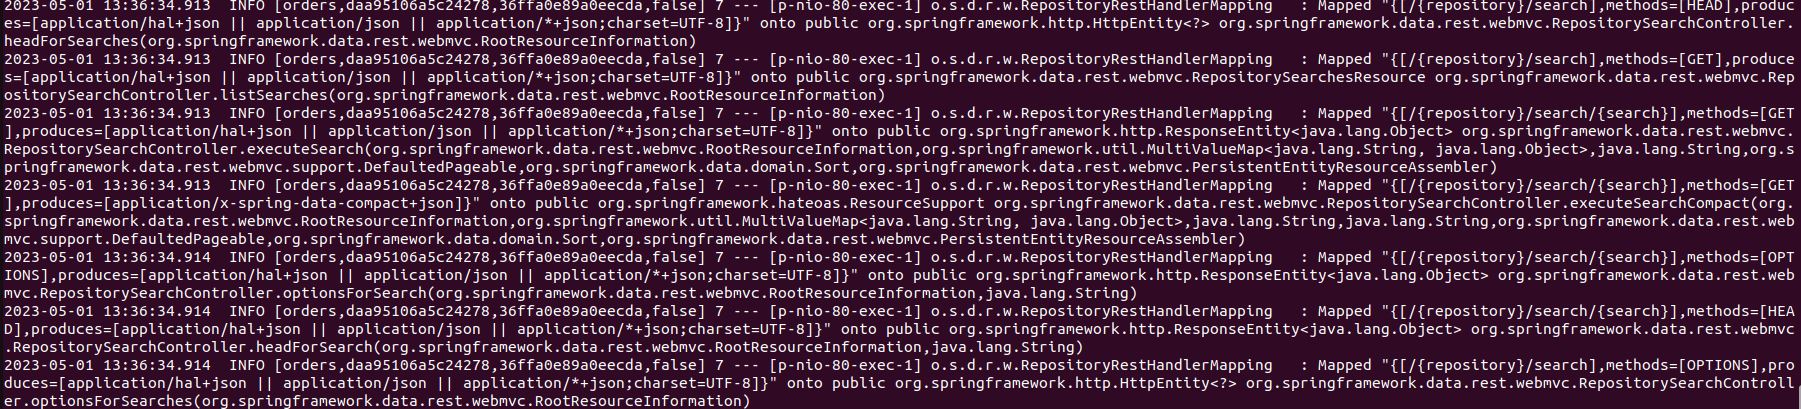 2023-05-01 13:36:34.913  INFO [orders,daa95106a5c24278,36ffa0e89a0eecda,false] 7 --- [p-nio-80-exec-1] o.s.d.r.w.RepositoryRestHandlerMapping   : Mapped "{[/{repository}/search],methods=[HEAD],produc
es=[application/hal+json || application/json || application/*+json;charset=UTF-8]}" onto public org.springframework.http.HttpEntity<?> org.springframework.data.rest.webmvc.RepositorySearchController.
headForSearches(org.springframework.data.rest.webmvc.RootResourceInformation)
2023-05-01 13:36:34.913  INFO [orders,daa95106a5c24278,36ffa0e89a0eecda,false] 7 --- [p-nio-80-exec-1] o.s.d.r.w.RepositoryRestHandlerMapping   : Mapped "{[/{repository}/search],methods=[GET],produce
s=[application/hal+json || application/json || application/*+json;charset=UTF-8]}" onto public org.springframework.data.rest.webmvc.RepositorySearchesResource org.springframework.data.rest.webmvc.Rep
ositorySearchController.listSearches(org.springframework.data.rest.webmvc.RootResourceInformation)
2023-05-01 13:36:34.913  INFO [orders,daa95106a5c24278,36ffa0e89a0eecda,false] 7 --- [p-nio-80-exec-1] o.s.d.r.w.RepositoryRestHandlerMapping   : Mapped "{[/{repository}/search/{search}],methods=[GET
],produces=[application/hal+json || application/json || application/*+json;charset=UTF-8]}" onto public org.springframework.http.ResponseEntity<java.lang.Object> org.springframework.data.rest.webmvc.
RepositorySearchController.executeSearch(org.springframework.data.rest.webmvc.RootResourceInformation,org.springframework.util.MultiValueMap<java.lang.String, java.lang.Object>,java.lang.String,org.s
pringframework.data.rest.webmvc.support.DefaultedPageable,org.springframework.data.domain.Sort,org.springframework.data.rest.webmvc.PersistentEntityResourceAssembler)
2023-05-01 13:36:34.913  INFO [orders,daa95106a5c24278,36ffa0e89a0eecda,false] 7 --- [p-nio-80-exec-1] o.s.d.r.w.RepositoryRestHandlerMapping   : Mapped "{[/{repository}/search/{search}],methods=[GET
],produces=[application/x-spring-data-compact+json]}" onto public org.springframework.hateoas.ResourceSupport org.springframework.data.rest.webmvc.RepositorySearchController.executeSearchCompact(org.
springframework.data.rest.webmvc.RootResourceInformation,org.springframework.util.MultiValueMap<java.lang.String, java.lang.Object>,java.lang.String,java.lang.String,org.springframework.data.rest.web
mvc.support.DefaultedPageable,org.springframework.data.domain.Sort,org.springframework.data.rest.webmvc.PersistentEntityResourceAssembler)
2023-05-01 13:36:34.914  INFO [orders,daa95106a5c24278,36ffa0e89a0eecda,false] 7 --- [p-nio-80-exec-1] o.s.d.r.w.RepositoryRestHandlerMapping   : Mapped "{[/{repository}/search/{search}],methods=[OPT
IONS],produces=[application/hal+json || application/json || application/*+json;charset=UTF-8]}" onto public org.springframework.http.ResponseEntity<java.lang.Object> org.springframework.data.rest.web
mvc.RepositorySearchController.optionsForSearch(org.springframework.data.rest.webmvc.RootResourceInformation,java.lang.String)
2023-05-01 13:36:34.914  INFO [orders,daa95106a5c24278,36ffa0e89a0eecda,false] 7 --- [p-nio-80-exec-1] o.s.d.r.w.RepositoryRestHandlerMapping   : Mapped "{[/{repository}/search/{search}],methods=[HEA
D],produces=[application/hal+json || application/json || application/*+json;charset=UTF-8]}" onto public org.springframework.http.ResponseEntity<java.lang.Object> org.springframework.data.rest.webmvc
.RepositorySearchController.headForSearch(org.springframework.data.rest.webmvc.RootResourceInformation,java.lang.String)
2023-05-01 13:36:34.914  INFO [orders,daa95106a5c24278,36ffa0e89a0eecda,false] 7 --- [p-nio-80-exec-1] o.s.d.r.w.RepositoryRestHandlerMapping   : Mapped "{[/{repository}/search],methods=[OPTIONS],pro
duces=[application/hal+json || application/json || application/*+json;charset=UTF-8]}" onto public org.springframework.http.HttpEntity<?> org.springframework.data.rest.webmvc.RepositorySearchControll
er.optionsForSearches(org.springframework.data.rest.webmvc.RootResourceInformation)